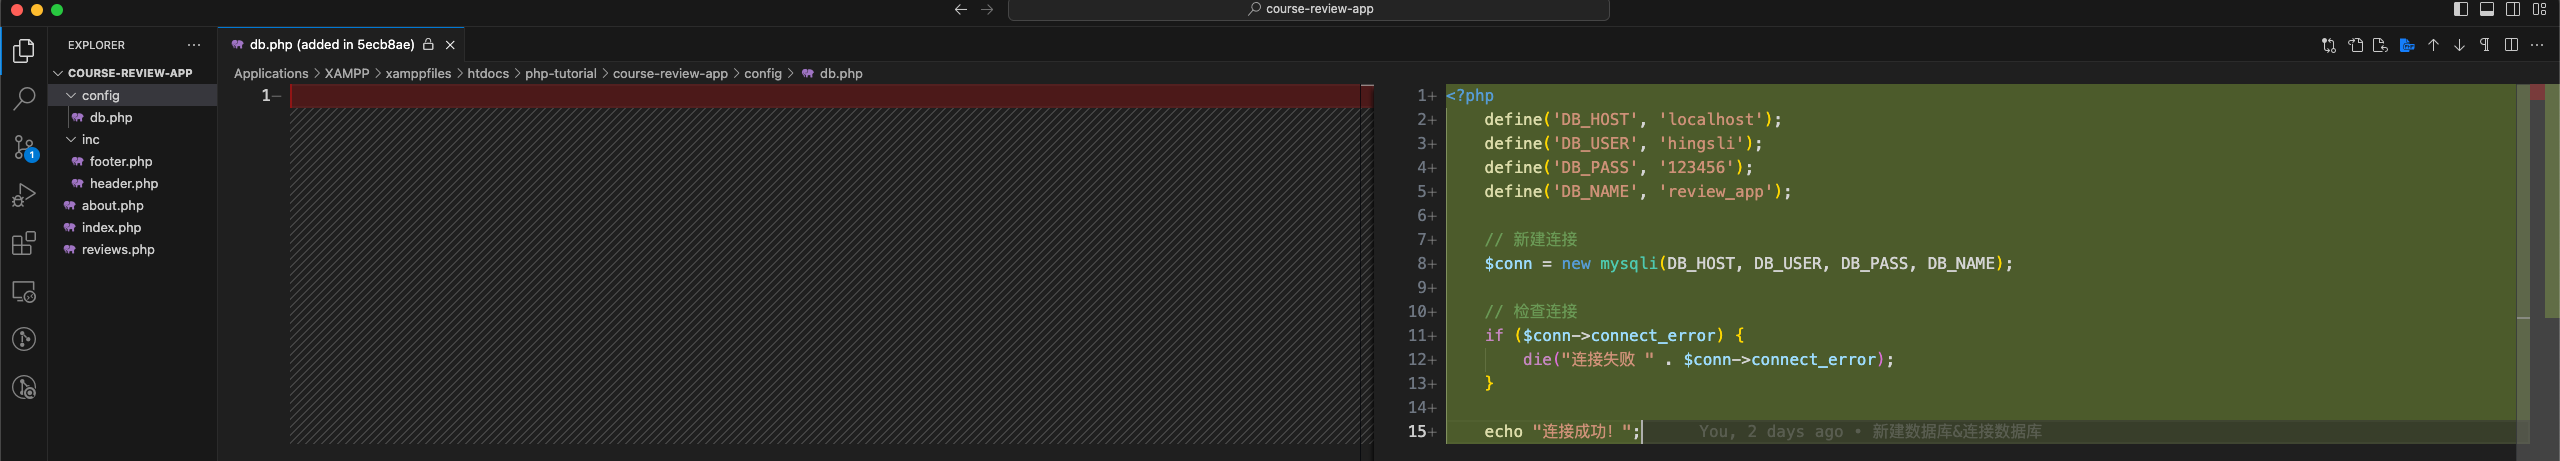 course-review-app
EXPLORER
db.php (added in 5ecb8ae)
COURSE-REVIEW-APP
Applications > XAMPP > xamppfiles > htdocs > php-tutorial > course-review-app > config > db.php
config
db.php
inc
footer.php
header.php
about.php
index.php
reviews.php
1
1
1+ <?php
2+ define('DB_HOST', 'localhost');
3+ define('DB_USER', 'hingsli');
4+ define('DB_PASS', '123456');
5+ define('DB_NAME', 'review_app');
6+
7+ // 新建连接
8+ $conn = new mysqli(DB_HOST, DB_USER, DB_PASS, DB_NAME);
9+
10+ // 检查连接
11+ if ($conn->connect_error) {
12+ die("连接失败 " . $conn->connect_error);
13+ }
14+
15+ echo "连接成功！"; You, 2 days ago • 新建数据库&连接数据库